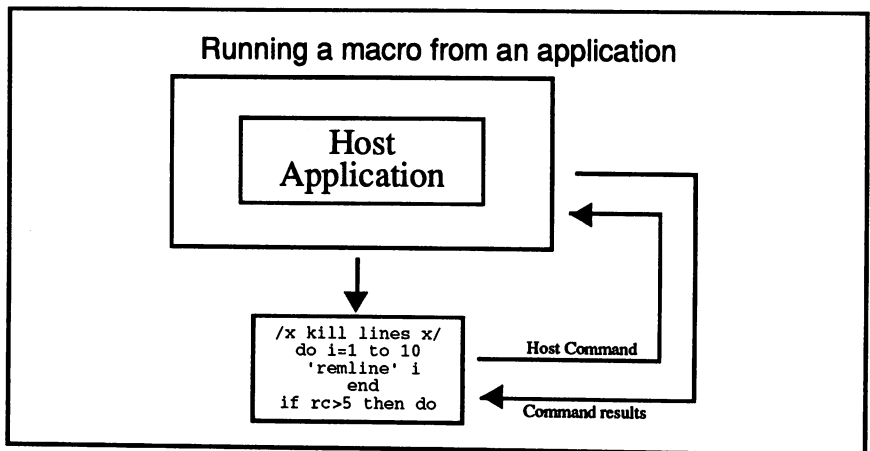 Running a macro from an application
Host
Application
/x kill lines x/
do i=1 to 10
'remline' i
end
if rc>5 then do
Host Command
Command results